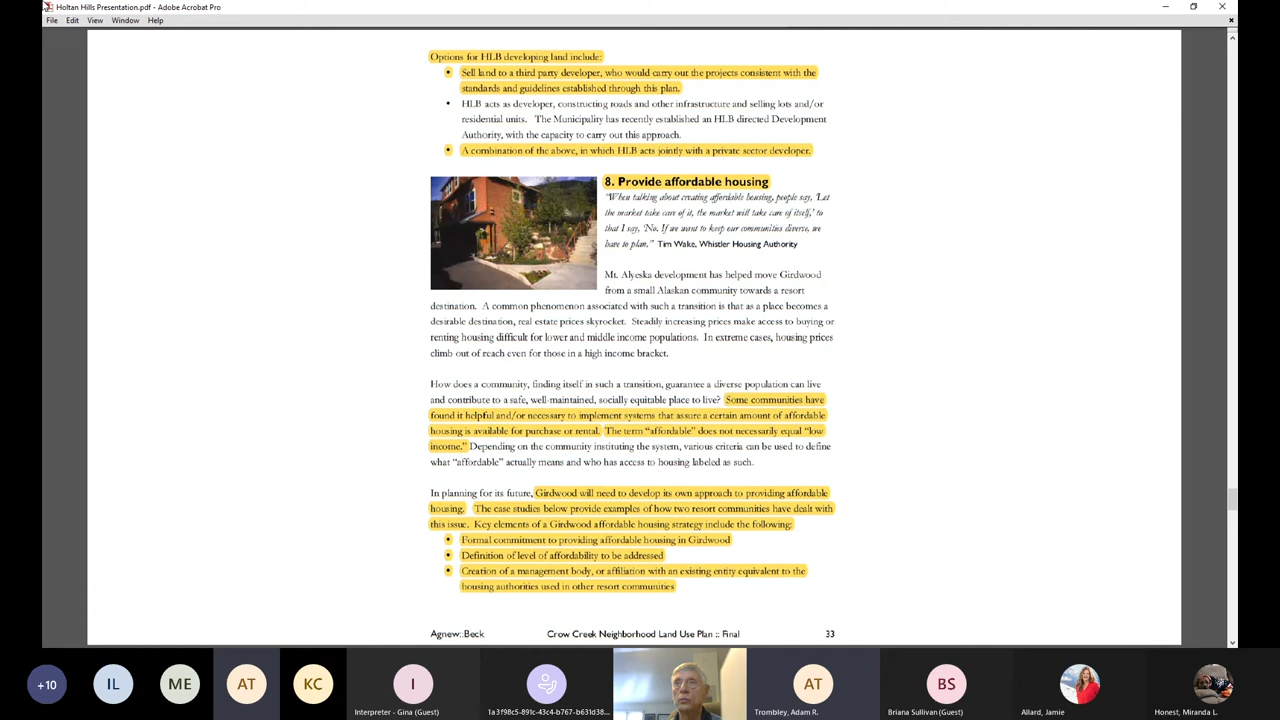 Holtan Hills Presentation.pdf - Adobe Acrobat Pro
File Edit View Window Help
Options for HLB developing land include:
• Sell land to a third party developer, who would carry out the projects consistent with the
standards and guidelines established through this plan.
• HLB acts as developer, constructing roads and other infrastructure and selling lots and/or
residential units. The Municipality has recently established an HLB directed Development
Authority, with the capacity to carry out this approach.
• A combination of the above, in which HLB acts jointly with a private sector developer.
8. Provide affordable housing
"When talking about creating affordable housing, people say, 'Let
the market take care of it, the market will take care of itself,' to
that I say, 'No. If we want to keep our communities diverse, we
have to plan." Tim Wake, Whistler Housing Authority
Mt. Alyeska development has helped move Girdwood
from a small Alaskan community towards a resort
destination. A common phenomenon associated with such a transition is that as a place becomes a
desirable destination, real estate prices skyrocket. Steadily increasing prices make access to buying or
renting housing difficult for lower and middle income populations. In extreme cases, housing prices
climb out of reach even for those in a high income bracket.
How does a community, finding itself in such a transition, guarantee a diverse population can live
and contribute to a safe, well-maintained, socially equitable place to live? Some communities have
found it helpful and/or necessary to implement systems that assure a certain amount of affordable
housing is available for purchase or rental. The term "affordable" does not necessarily equal "low
income." Depending on the community instituting the system, various criteria can be used to define
what "affordable" actually means and who has access to housing labeled as such.
In planning for its future, Girdwood will need to develop its own approach to providing affordable
housing. The case studies below provide examples of how two resort communities have dealt with
this issue. Key elements of a Girdwood affordable housing strategy include the following:
• Formal commitment to providing affordable housing in Girdwood
• Definition of level of affordability to be addressed
• Creation of a management body, or affiliation with an existing entity equivalent to the
housing authorities used in other resort communities
Agnew::Beck Crow Creek Neighborhood Land Use Plan :: Final 33
+10 IL ME AT KC I AT BS
Interpreter - Gina (Guest) 1a3f98c5-891c-43c4-b767-b631d38... Trombley, Adam R. Briana Sullivan (Guest) Allard, Jamie Honest, Miranda L.